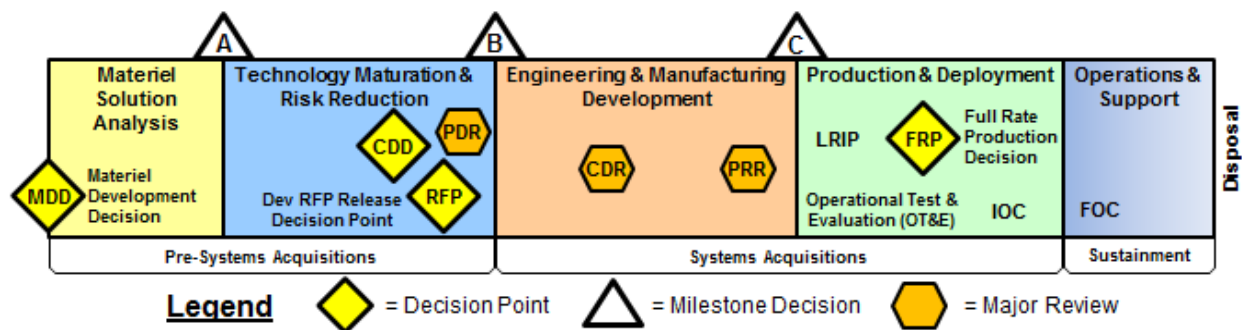 A
B
C
Materiel
Solution
Analysis
MDD
Materiel
Development
Decision
Technology Maturation &
Risk Reduction
CDD
PDR
Dev RFP Release
Decision Point
RFP
Engineering & Manufacturing
Development
CDR
PRR
Production & Deployment
LRIP
FRP
Full Rate
Production
Decision
Operational Test &
Evaluation (OT&E)
IOC
Operations &
Support
FOC
Disposal
Pre-Systems Acquisitions
Systems Acquisitions
Sustainment
Legend
= Decision Point
= Milestone Decision
= Major Review